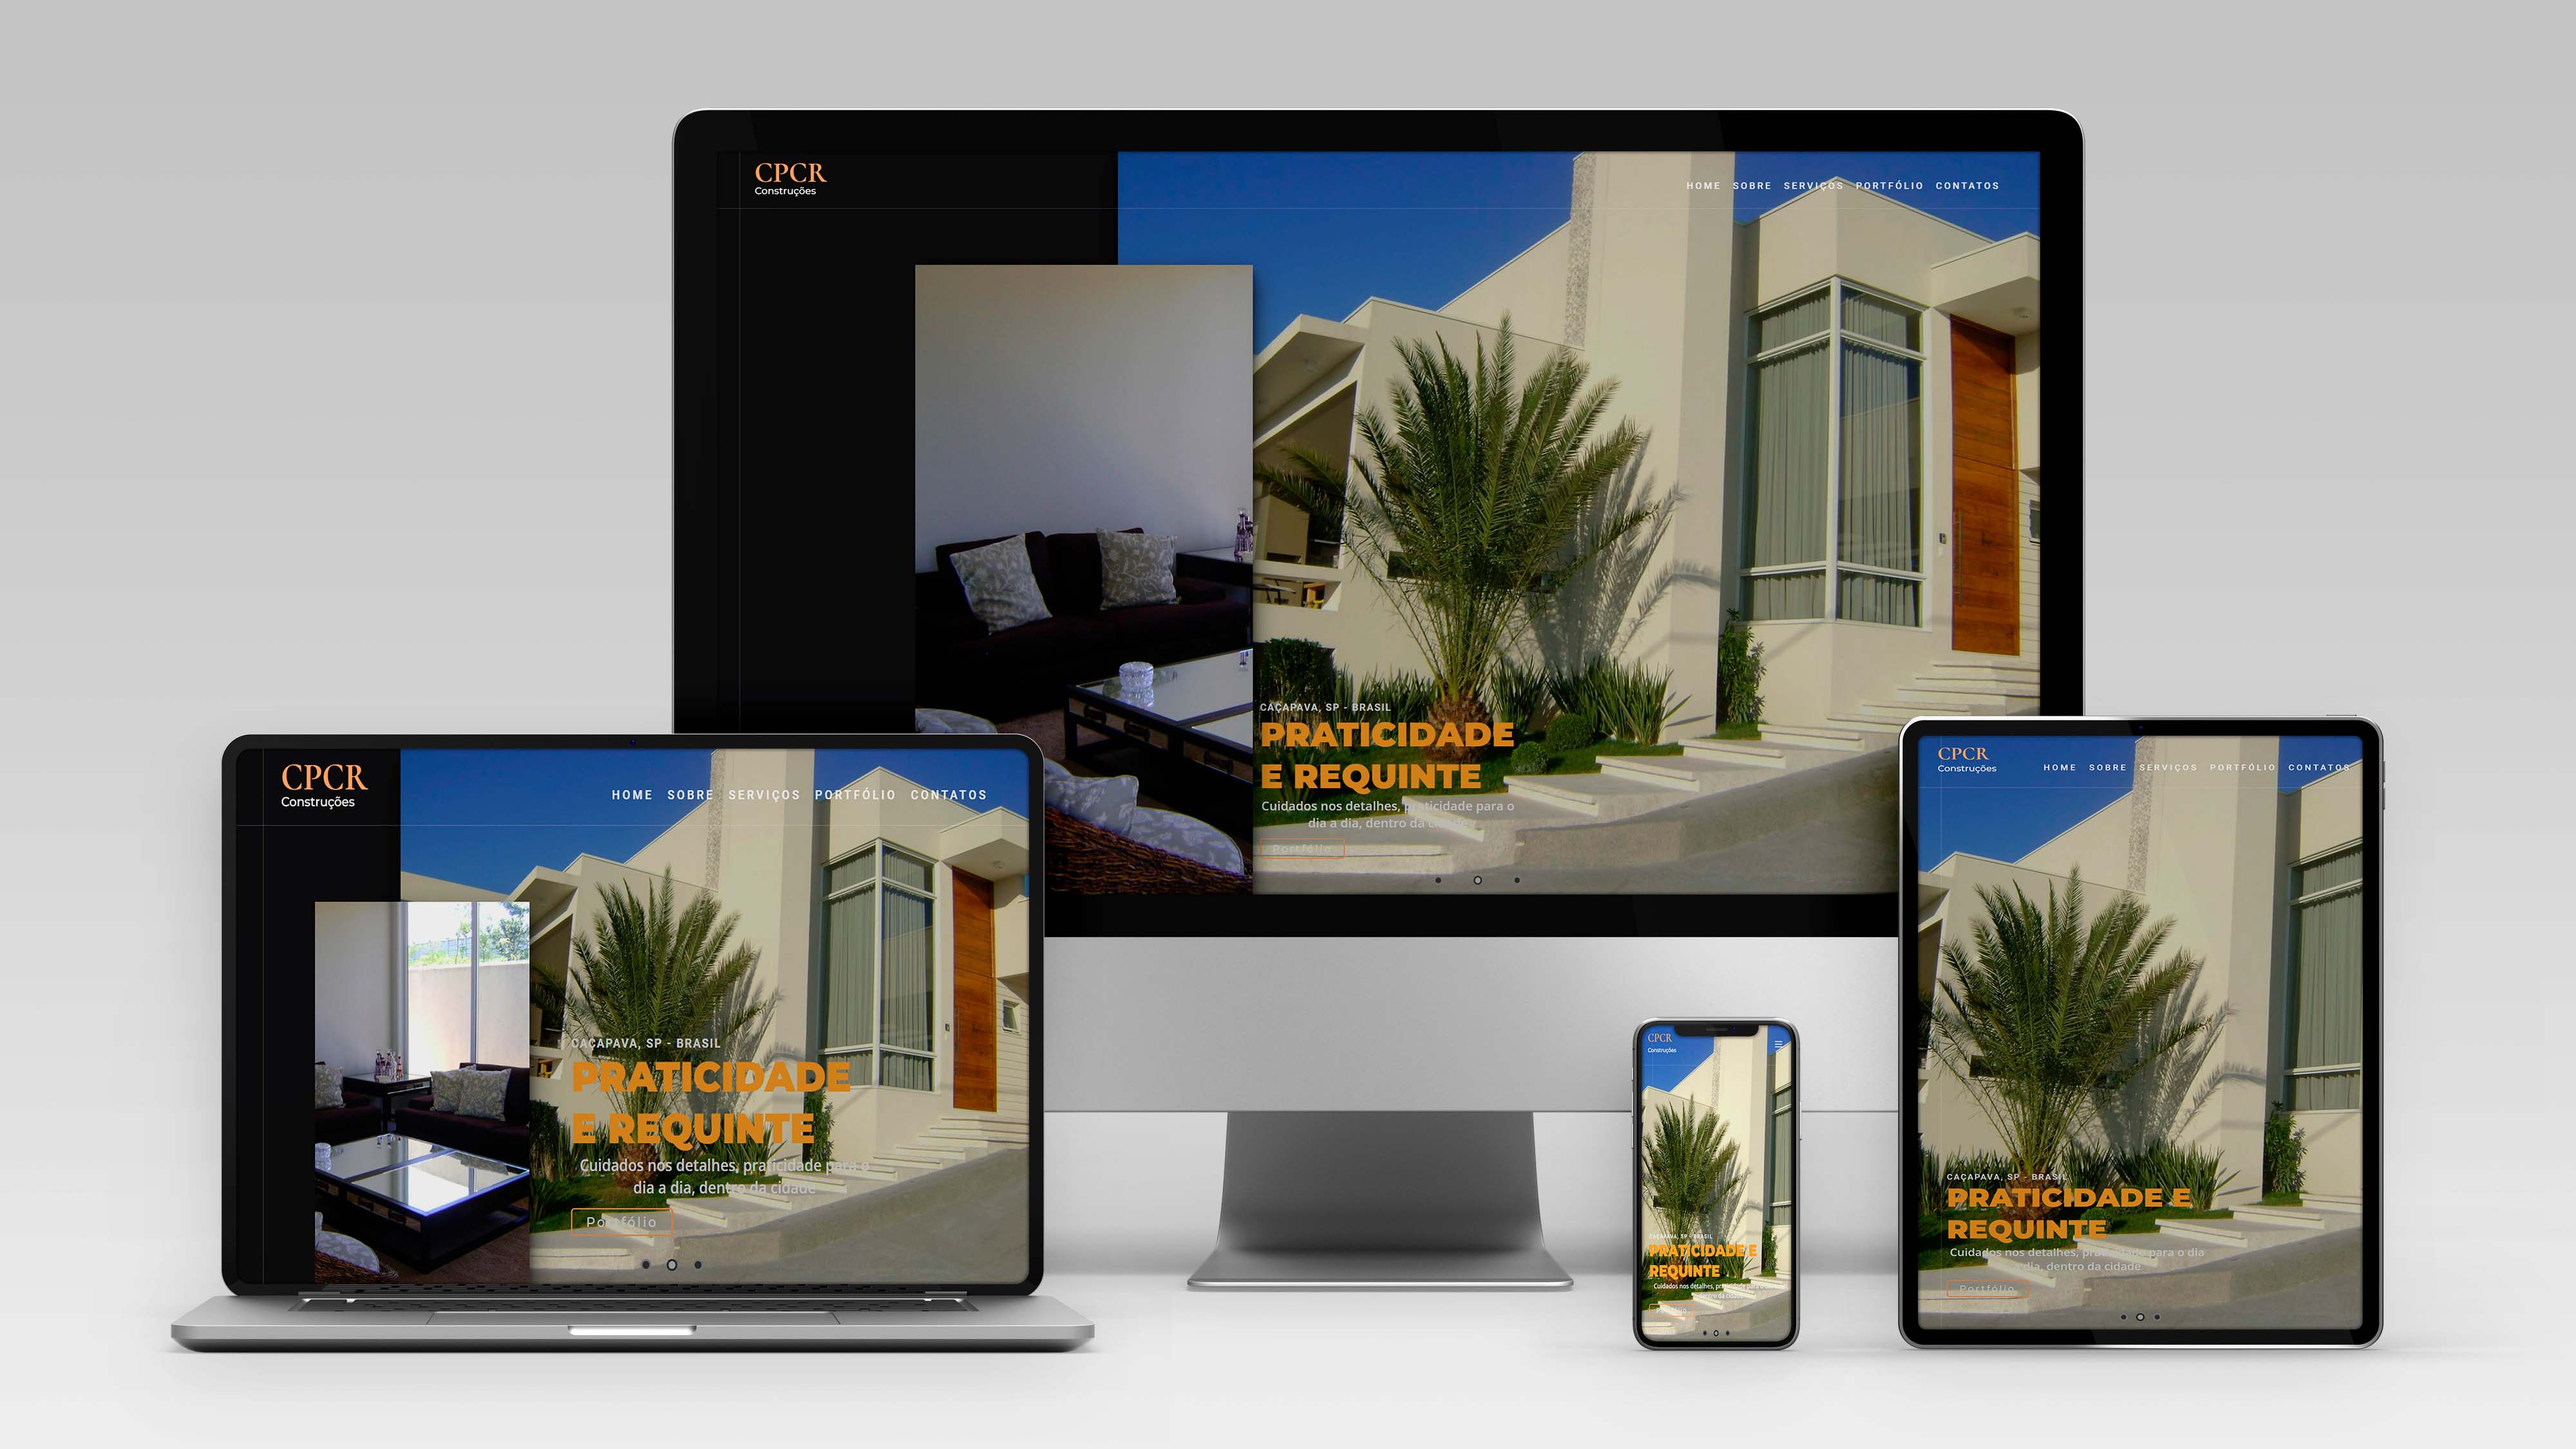 CPCR
Construções
HOME SOBRE SERVIÇOS PORTFÓLIO CONTATOS
CAÇAPAVA, SP - BRASIL
PRATICIDADE
E REQUINTE
Cuidados nos detalhes, praticidade para o
dia a dia, dentro da cidade
Portfólio
CPCR
Construções
HOME SOBRE SERVIÇOS PORTFÓLIO CONTATOS
CAÇAPAVA, SP - BRASIL
PRATICIDADE
E REQUINTE
Cuidados nos detalhes, praticidade para o
dia a dia, dentro da cidade
Portfólio
CPCR
Construções
CAÇAPAVA, SP - BRASIL
PRATICIDADE E
REQUINTE
Cuidados nos detalhes,
dentro da cidade
CPCR
Construções
HOME SOBRE SERVIÇOS PORTFÓLIO CONTATOS
CAÇAPAVA, SP - BRASIL
PRATICIDADE E
REQUINTE
Cuidados nos detalhes, praticidade para o dia
a dia, dentro da cidade
Portfólio